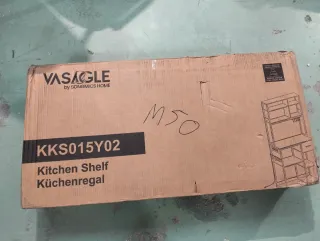 VASAGLE
by SONGMICS HOME
M50
KKS015Y02
Kitchen Shelf
Küchenregal